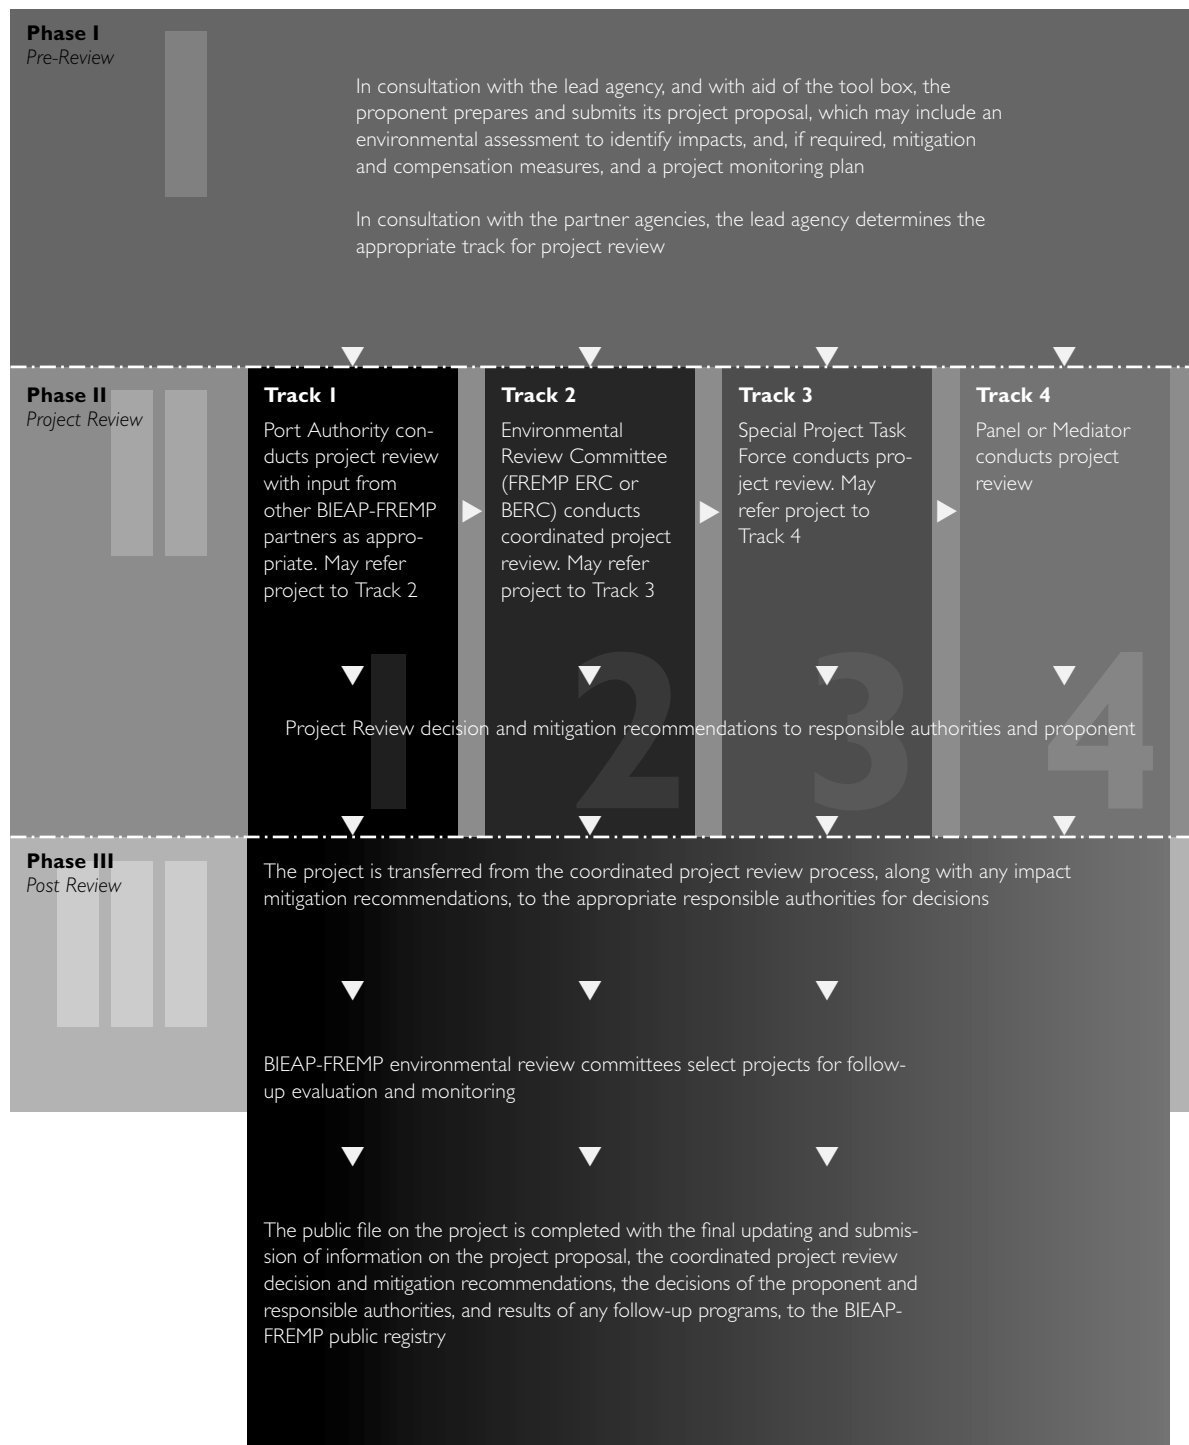 Phase I
Pre-Review
In consultation with the lead agency, and with aid of the tool box, the
proponent prepares and submits its project proposal, which may include an
environmental assessment to identify impacts, and, if required, mitigation
and compensation measures, and a project monitoring plan
In consultation with the partner agencies, the lead agency determines the
appropriate track for project review
Phase II
Project Review
Track 1
Port Authority con-
ducts project review
with input from
other BIEAP-FREMP
partners as appro-
priate. May refer
project to Track 2
Track 2
Environmental
Review Committee
(FREMP ERC or
BERC) conducts
coordinated project
review. May refer
project to Track 3
Track 3
Special Project Task
Force conducts pro-
ject review. May
refer project to
Track 4
Track 4
Panel or Mediator
conducts project
review
1 2 3 4
Project Review decision and mitigation recommendations to responsible authorities and proponent
Phase III
Post Review
The project is transferred from the coordinated project review process, along with any impact
mitigation recommendations, to the appropriate responsible authorities for decisions
BIEAP-FREMP environmental review committees select projects for follow-
up evaluation and monitoring
The public file on the project is completed with the final updating and submis-
sion of information on the project proposal, the coordinated project review
decision and mitigation recommendations, the decisions of the proponent and
responsible authorities, and results of any follow-up programs, to the BIEAP-
FREMP public registry